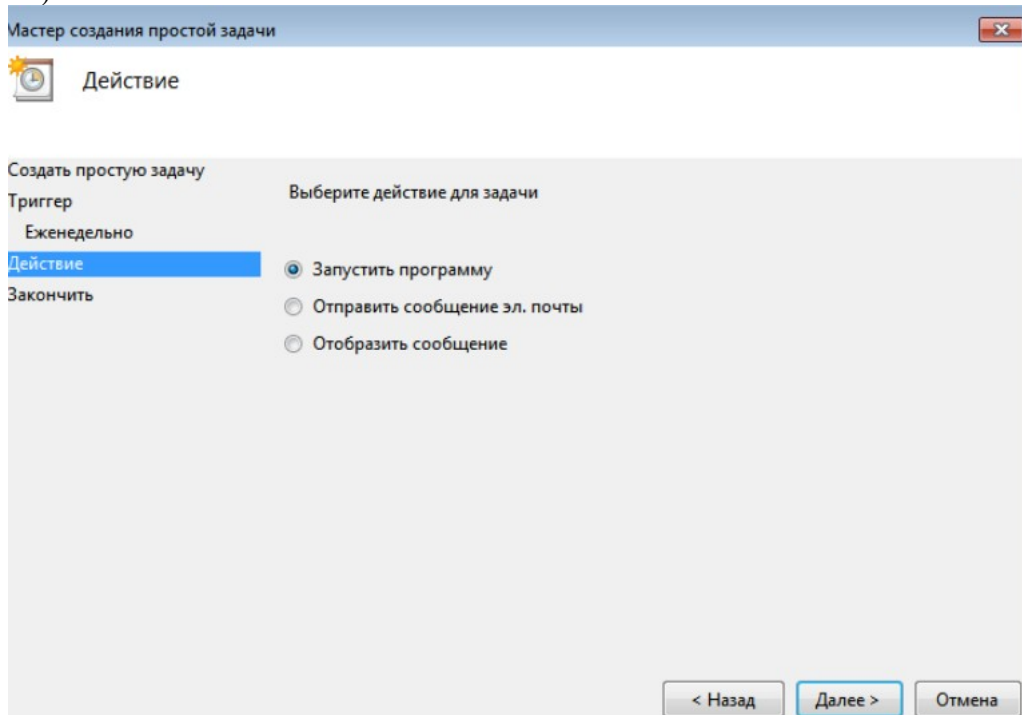 Мастер создания простой задачи
Действие
Создать простую задачу
Триггер
Еженедельно
Действие
Закончить
Выберите действие для задачи
Запустить программу
Отправить сообщение эл. почты
Отобразить сообщение
< Назад
Далее >
Отмена